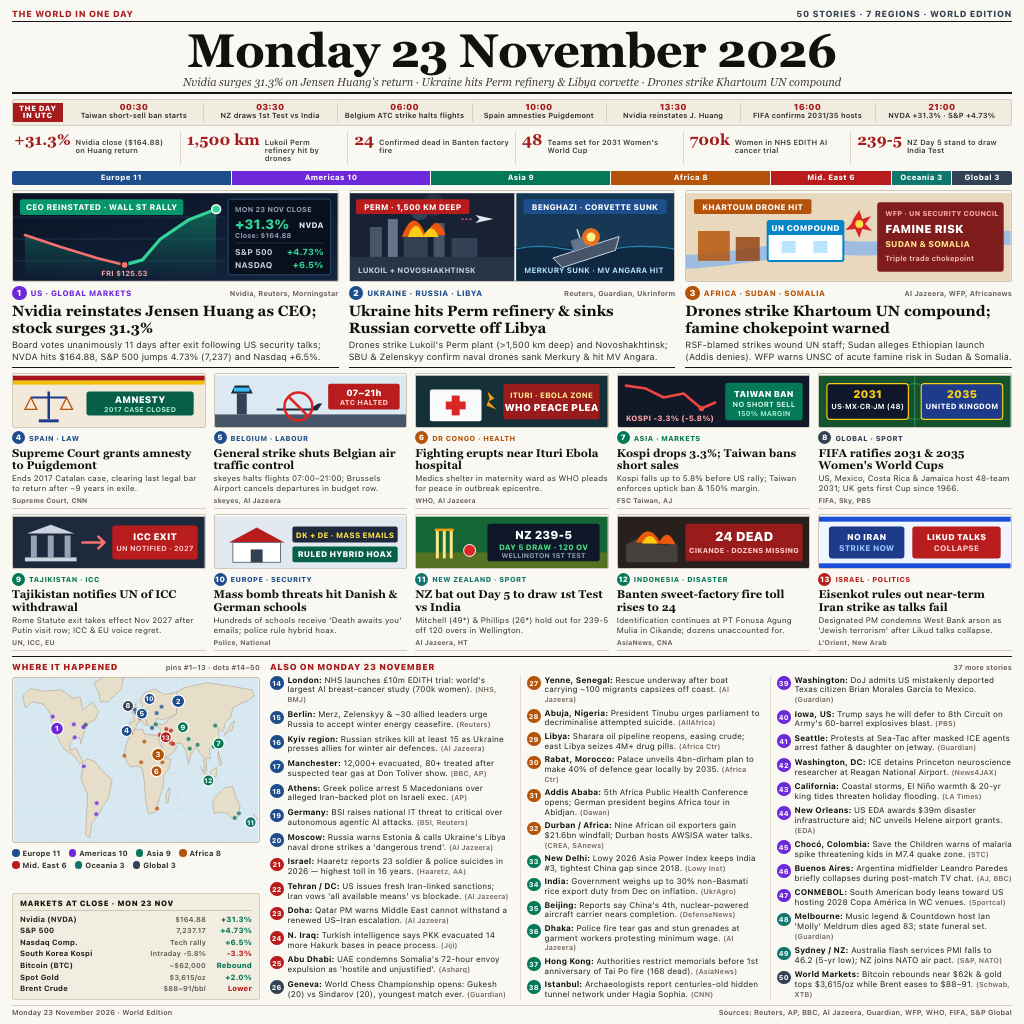 THE WORLD IN ONE DAY
50 STORIES · 7 REGIONS · WORLD EDITION
Monday 23 November 2026
Nvidia surges 31.3% on Jensen Huang's return · Ukraine hits Perm refinery & Libya corvette · Drones strike Khartoum UN compound
THE DAY
IN UTC
00:30
Taiwan short-sell ban starts
03:30
NZ draws 1st Test vs India
06:00
Belgium ATC strike halts flights
10:00
Spain amnesties Puigdemont
13:30
Nvidia reinstates J. Huang
16:00
FIFA confirms 2031/35 hosts
21:00
NVDA +31.3% · S&P +4.73%
+31.3% Nvidia close ($164.88)
on Huang return
1,500 km Lukoil Perm
refinery hit by
drones
24 Confirmed dead in Banten factory
fire
48 Teams set for 2031 Women's
World Cup
700k Women in NHS EDITH AI
cancer trial
239-5 NZ Day 5 stand to draw
India Test
Europe 11
Americas 10
Asia 9
Africa 8
Mid. East 6
Oceania 3
Global 3
CEO REINSTATED · WALL ST RALLY
FRI $125.53
MON 23 NOV CLOSE
+31.3% NVDA
Close: $164.88
S&P 500 +4.73%
NASDAQ +6.5%
PERM · 1,500 KM DEEP
LUKOIL + NOVOSHAKHTINSK
BENGHAZI · CORVETTE SUNK
MERKURY SUNK · MV ANGARA HIT
KHARTOUM DRONE HIT
UN COMPOUND
WFP · UN SECURITY COUNCIL
FAMINE RISK
SUDAN & SOMALIA
Triple trade chokepoint
1 US · GLOBAL MARKETS
Nvidia, Reuters, Morningstar
Nvidia reinstates Jensen Huang as CEO;
stock surges 31.3%
Board votes unanimously 11 days after exit following US security talks;
NVDA hits $164.88, S&P 500 jumps 4.73% (7,237) and Nasdaq +6.5%.
2 UKRAINE · RUSSIA · LIBYA
Reuters, Guardian, Ukrinform
Ukraine hits Perm refinery & sinks
Russian corvette off Libya
Drones strike Lukoil's Perm plant (>1,500 km deep) and Novoshakhtinsk;
SBU & Zelenskyy confirm naval drones sank Merkury & hit MV Angara.
3 AFRICA · SUDAN · SOMALIA
Al Jazeera, WFP, Africanews
Drones strike Khartoum UN compound;
famine chokepoint warned
RSF-blamed strikes wound UN staff; Sudan alleges Ethiopian launch
(Addis denies). WFP warns UNSC of acute famine risk in Sudan & Somalia.
AMNESTY
2017 CASE CLOSED
4 SPAIN · LAW
Supreme Court grants amnesty
to Puigdemont
Ends 2017 Catalan case, clearing last legal bar
to return after ~9 years in exile.
Supreme Court, CNN
07–21h
ATC HALTED
5 BELGIUM · LABOUR
General strike shuts Belgian air
traffic control
skeyes halts flights 07:00–21:00; Brussels
Airport cancels departures in budget row.
skeyes, Al Jazeera
ITURI · EBOLA ZONE
WHO PEACE PLEA
6 DR CONGO · HEALTH
Fighting erupts near Ituri Ebola
hospital
Medics shelter in maternity ward as WHO pleads
for peace in outbreak epicentre.
WHO, Al Jazeera
KOSPI -3.3% (-5.8%)
TAIWAN BAN
NO SHORT SELL
150% MARGIN
7 ASIA · MARKETS
Kospi drops 3.3%; Taiwan bans
short sales
Kospi falls up to 5.8% before US rally; Taiwan
enforces uptick ban & 150% margin.
FSC Taiwan, AJ
2031
US·MX·CR·JM (48)
2035
UNITED KINGDOM
8 GLOBAL · SPORT
FIFA ratifies 2031 & 2035
Women's World Cups
US, Mexico, Costa Rica & Jamaica host 48-team
2031; UK gets first Cup since 1966.
FIFA, Sky, PBS
ICC EXIT
UN NOTIFIED · 2027
9 TAJIKISTAN · ICC
Tajikistan notifies UN of ICC
withdrawal
Rome Statute exit takes effect Nov 2027 after
Putin visit row; ICC & EU voice regret.
UN, ICC, EU
DK + DE · MASS EMAILS
RULED HYBRID HOAX
10 EUROPE · SECURITY
Mass bomb threats hit Danish &
German schools
Hundreds of schools receive 'Death awaits you'
emails; police rule hybrid hoax.
Police, National
NZ 239-5
DAY 5 DRAW · 120 OV
WELLINGTON 1ST TEST
11 NEW ZEALAND · SPORT
NZ bat out Day 5 to draw 1st Test
vs India
Mitchell (49*) & Phillips (26*) hold out for 239-5
off 120 overs in Wellington.
Al Jazeera, HT
24 DEAD
CIKANDE · DOZENS MISSING
12 INDONESIA · DISASTER
Banten sweet-factory fire toll
rises to 24
Identification continues at PT Fonusa Agung
Mulia in Cikande; dozens unaccounted for.
AsiaNews, CNA
NO IRAN
STRIKE NOW
LIKUD TALKS
COLLAPSE
13 ISRAEL · POLITICS
Eisenkot rules out near-term
Iran strike as talks fail
Designated PM condemns West Bank arson as
'Jewish terrorism' after Likud talks collapse.
L'Orient, New Arab
WHERE IT HAPPENED
pins #1–13 · dots #14–50
1
2
3
4
5
6
7
8
9
10
11
12
13
Europe 11
Americas 10
Asia 9
Africa 8
Mid. East 6
Oceania 3
Global 3
MARKETS AT CLOSE · MON 23 NOV
Nvidia (NVDA) $164.88 +31.3%
S&P 500 7,237.17 +4.73%
Nasdaq Comp. Tech rally +6.5%
South Korea Kospi Intraday -5.8% -3.3%
Bitcoin (BTC) ~$62,000 Rebound
Spot Gold $3,615/oz +2.0%
Brent Crude $88–91/bbl Lower
ALSO ON MONDAY 23 NOVEMBER
37 more stories
14 London: NHS launches £10m EDITH trial: world's
largest AI breast-cancer study (700k women). (NHS,
BMJ)
15 Berlin: Merz, Zelenskyy & ~30 allied leaders urge
Russia to accept winter energy ceasefire. (Reuters)
16 Kyiv region: Russian strikes kill at least 15 as Ukraine
presses allies for winter air defences. (Al Jazeera)
17 Manchester: 12,000+ evacuated, 80+ treated after
suspected tear gas at Don Toliver show. (BBC, AP)
18 Athens: Greek police arrest 5 Macedonians over
alleged Iran-backed plot on Israeli exec. (AP)
19 Germany: BSI raises national IT threat to critical over
autonomous agentic AI attacks. (BSI, Reuters)
20 Moscow: Russia warns Estonia & calls Ukraine's Libya
naval drone strikes a 'dangerous trend'. (Al Jazeera)
21 Israel: Haaretz reports 23 soldier & police suicides in
2026 — highest toll in 16 years. (Haaretz, AA)
22 Tehran / DC: US issues fresh Iran-linked sanctions;
Iran vows 'all available means' vs blockade. (Al Jazeera)
23 Doha: Qatar PM warns Middle East cannot withstand a
renewed US–Iran escalation. (Al Jazeera)
24 N. Iraq: Turkish intelligence says PKK evacuated 14
more Hakurk bases in peace process. (Jiji)
25 Abu Dhabi: UAE condemns Somalia's 72-hour envoy
expulsion as 'hostile and unjustified'. (Asharq)
26 Geneva: World Chess Championship opens: Gukesh
(20) vs Sindarov (20), youngest match ever. (Guardian)
27 Yenne, Senegal: Rescue underway after boat
carrying ~100 migrants capsizes off coast. (Al
Jazeera)
28 Abuja, Nigeria: President Tinubu urges parliament to
decriminalise attempted suicide. (AllAfrica)
29 Libya: Sharara oil pipeline reopens, easing crude;
east Libya seizes 4M+ drug pills. (Africa Ctr)
30 Rabat, Morocco: Palace unveils 4bn-dirham plan to
make 40% of defence gear locally by 2035. (Africa
Ctr)
31 Addis Ababa: 5th Africa Public Health Conference
opens; German president begins Africa tour in
Abidjan. (Dawan)
32 Durban / Africa: Nine African oil exporters gain
$21.6bn windfall; Durban hosts AWSISA water talks.
(CREA, SAnews)
33 New Delhi: Lowy 2026 Asia Power Index keeps India
#3, tightest China gap since 2018. (Lowy Inst)
34 India: Government weighs up to 30% non-Basmati
rice export duty from Dec on inflation. (UkrAgro)
35 Beijing: Reports say China's 4th, nuclear-powered
aircraft carrier nears completion. (DefenseNews)
36 Dhaka: Police fire tear gas and stun grenades at
garment workers protesting minimum wage. (Al
Jazeera)
37 Hong Kong: Authorities restrict memorials before 1st
anniversary of Tai Po fire (168 dead). (AsiaNews)
38 Istanbul: Archaeologists report centuries-old hidden
tunnel network under Hagia Sophia. (CNN)
39 Washington: DoJ admits US mistakenly deported
Texas citizen Brian Morales García to Mexico.
(Guardian)
40 Iowa, US: Trump says he will defer to 8th Circuit on
Army's 60-barrel explosives blast. (PBS)
41 Seattle: Protests at Sea-Tac after masked ICE agents
arrest father & daughter on jetway. (Guardian)
42 Washington, DC: ICE detains Princeton neuroscience
researcher at Reagan National Airport. (News4JAX)
43 California: Coastal storms, El Niño warmth & 20-yr
king tides threaten holiday flooding. (LA Times)
44 New Orleans: US EDA awards $39m disaster
infrastructure aid; NC unveils Helene airport grants.
(EDA)
45 Chocó, Colombia: Save the Children warns of malaria
spike threatening kids in M7.4 quake zone. (STC)
46 Buenos Aires: Argentina midfielder Leandro Paredes
briefly collapses during post-match TV chat. (AJ, BBC)
47 CONMEBOL: South American body leans toward US
hosting 2028 Copa América in WC venues. (Sportcal)
48 Melbourne: Music legend & Countdown host Ian
'Molly' Meldrum dies aged 83; state funeral set.
(Guardian)
49 Sydney / NZ: Australia flash services PMI falls to
46.2 (5-yr low); NZ joins NATO air pact. (S&P, NATO)
50 World Markets: Bitcoin rebounds near $62k & gold
tops $3,615/oz while Brent eases to $88–91. (Schwab,
XTB)
Monday 23 November 2026 · World Edition
Sources: Reuters, AP, BBC, Al Jazeera, Guardian, WFP, WHO, FIFA, S&P Global